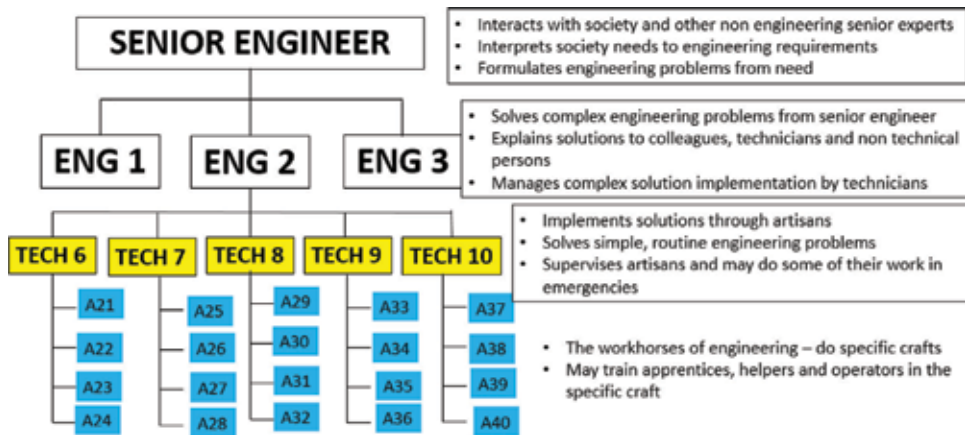 SENIOR ENGINEER
• Interacts with society and other non engineering senior experts
• Interprets society needs to engineering requirements
• Formulates engineering problems from need
ENG 1
ENG 2
ENG 3
• Solves complex engineering problems from senior engineer
• Explains solutions to colleagues, technicians and non technical
persons
• Manages complex solution implementation by technicians
TECH 6
TECH 7
TECH 8
TECH 9
TECH 10
• Implements solutions through artisans
• Solves simple, routine engineering problems
• Supervises artisans and may do some of their work in
emergencies
A21
A22
A23
A24
A25
A26
A27
A28
A29
A30
A31
A32
A33
A34
A35
A36
A37
A38
A39
A40
• The workhorses of engineering – do specific crafts
• May train apprentices, helpers and operators in the
specific craft